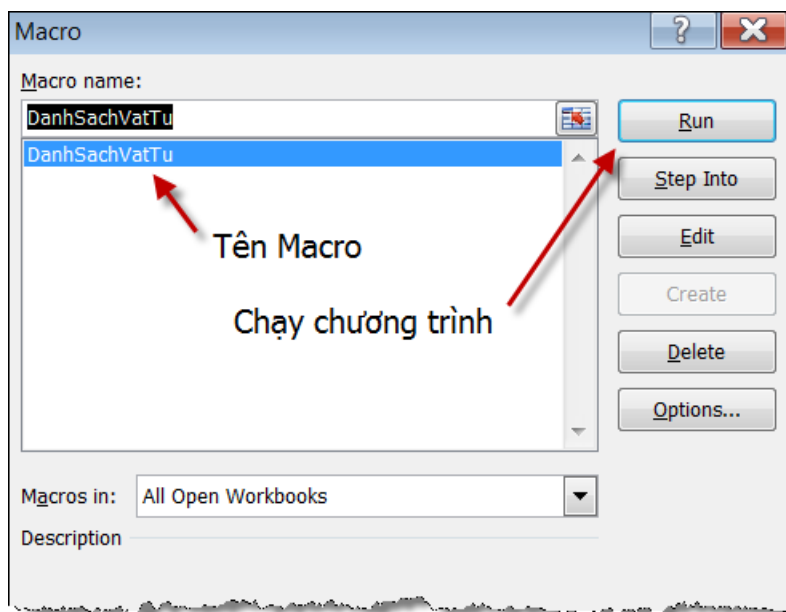 Macro
Macro name:
DanhSachVatTu
DanhSachVatTu
Tên Macro
Chạy chương trình
Run
Step Into
Edit
Create
Delete
Options...
Macros in:
All Open Workbooks
Description